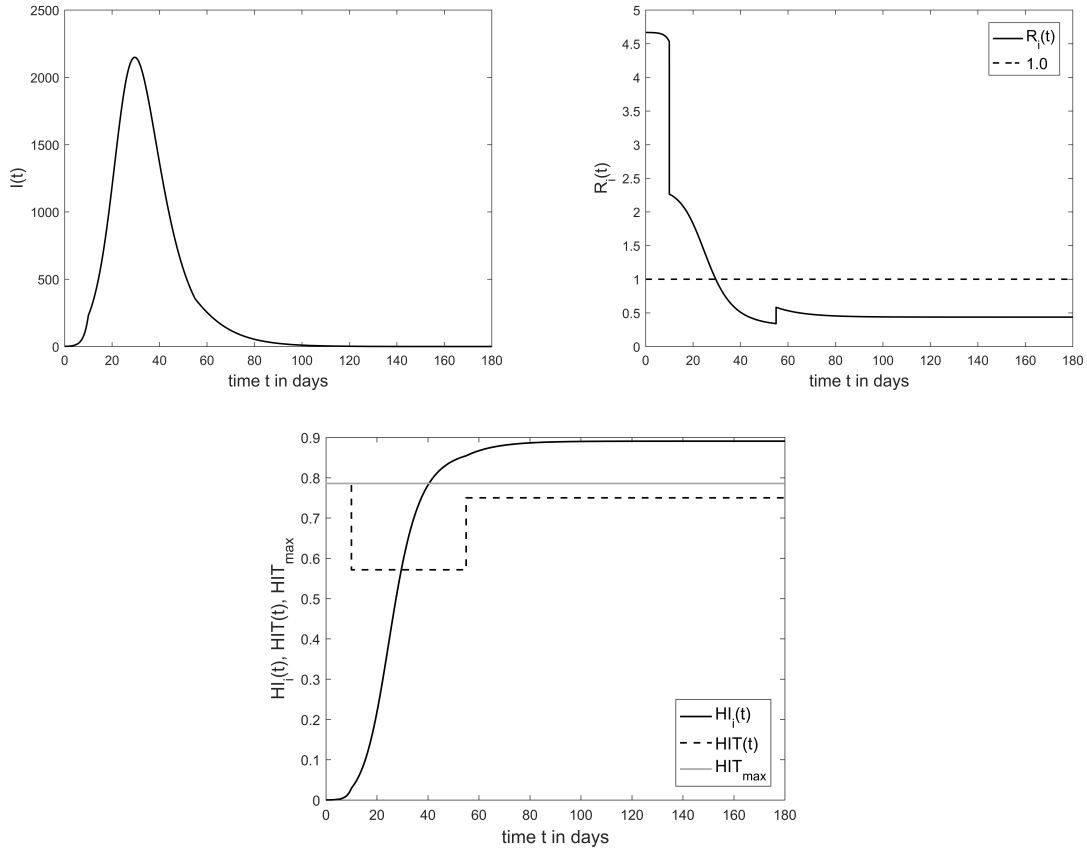 2500
2000
1500
1000
500
0
I(t)
0 20 40 60 80 100 120 140 160 180
time t in days
5
4.5
4
3.5
3
2.5
2
1.5
1
0.5
0
R_i(t)
R_i(t)
1.0
0 20 40 60 80 100 120 140 160 180
time t in days
0.9
0.8
0.7
0.6
0.5
0.4
0.3
0.2
0.1
0
HI_i(t), HIT(t), HIT_max
HI_i(t)
HIT(t)
HIT_max
0 20 40 60 80 100 120 140 160 180
time t in days